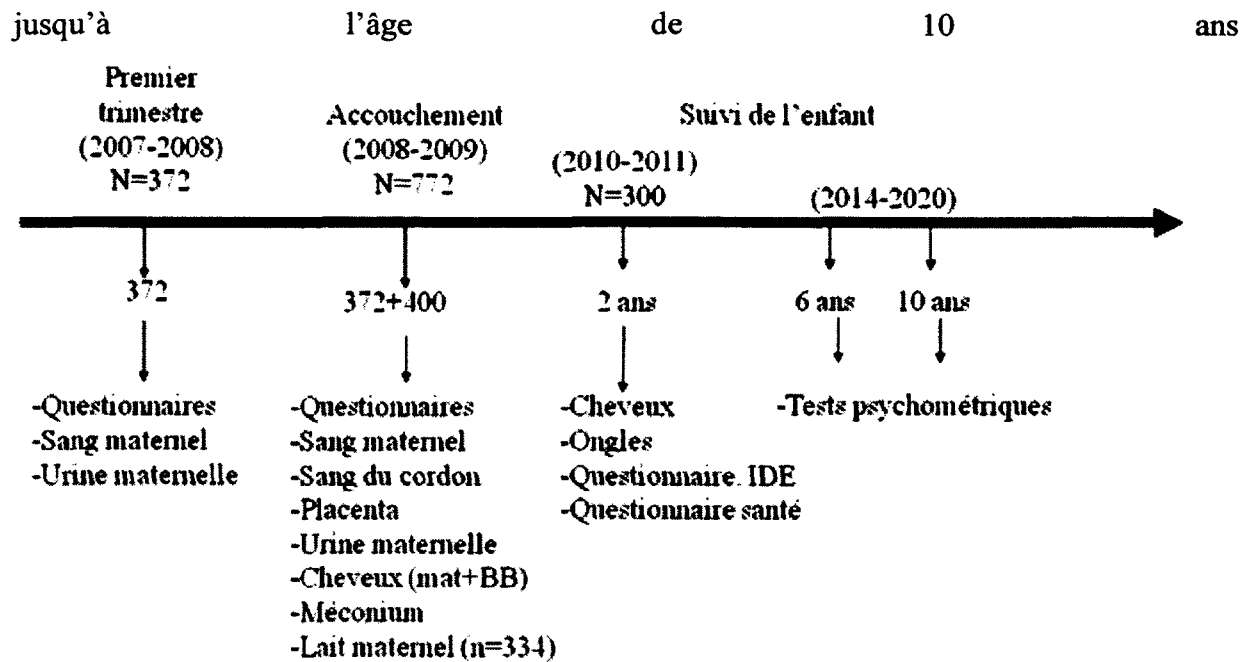 jusqu'à l'âge de 10 ans
Premier
trimestre
(2007-2008)
N=372
Accouchement
(2008-2009)
N=772
Suivi de l'enfant
(2010-2011)
N=300
(2014-2020)
372
372+400
2 ans
6 ans
10 ans
-Questionnaires
-Sang maternel
-Urine maternelle
-Questionnaires
-Sang maternel
-Sang du cordon
-Placenta
-Urine maternelle
-Cheveux (mat+BB)
-Méconium
-Lait maternel (n=334)
-Cheveux
-Ongles
-Questionnaire. IDE
-Questionnaire santé
-Tests psychométriques